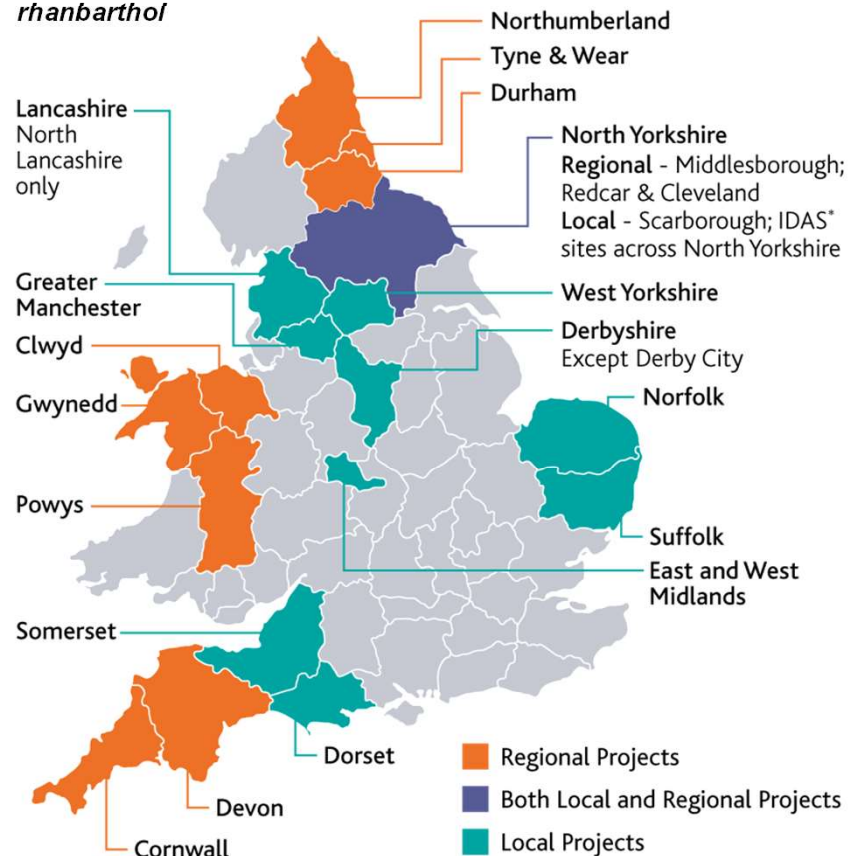 rhanbarthol
Northumberland
Tyne & Wear
Durham
Lancashire
North
Lancashire
only
North Yorkshire
Regional - Middlesborough;
Redcar & Cleveland
Local - Scarborough; IDAS*
sites across North Yorkshire
Greater
Manchester
West Yorkshire
Clwyd
Derbyshire
Except Derby City
Gwynedd
Norfolk
Powys
Suffolk
East and West
Midlands
Somerset
Dorset
Devon
Cornwall
Regional Projects
Both Local and Regional Projects
Local Projects